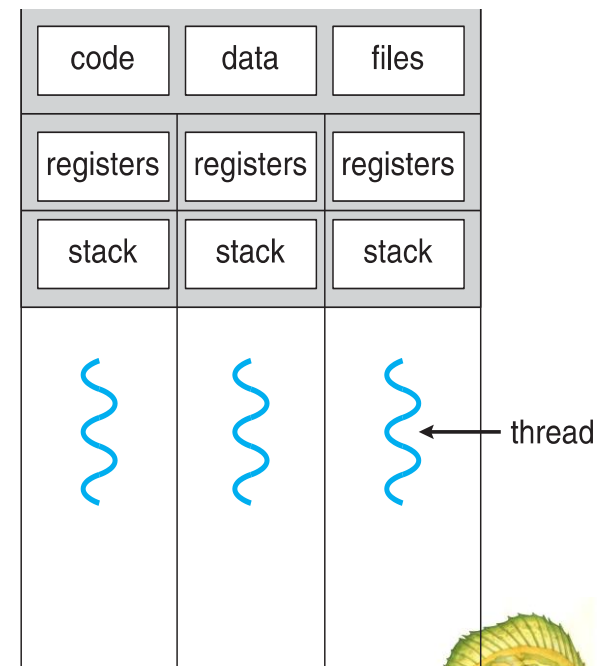 code data files
registers registers registers
stack stack stack
thread